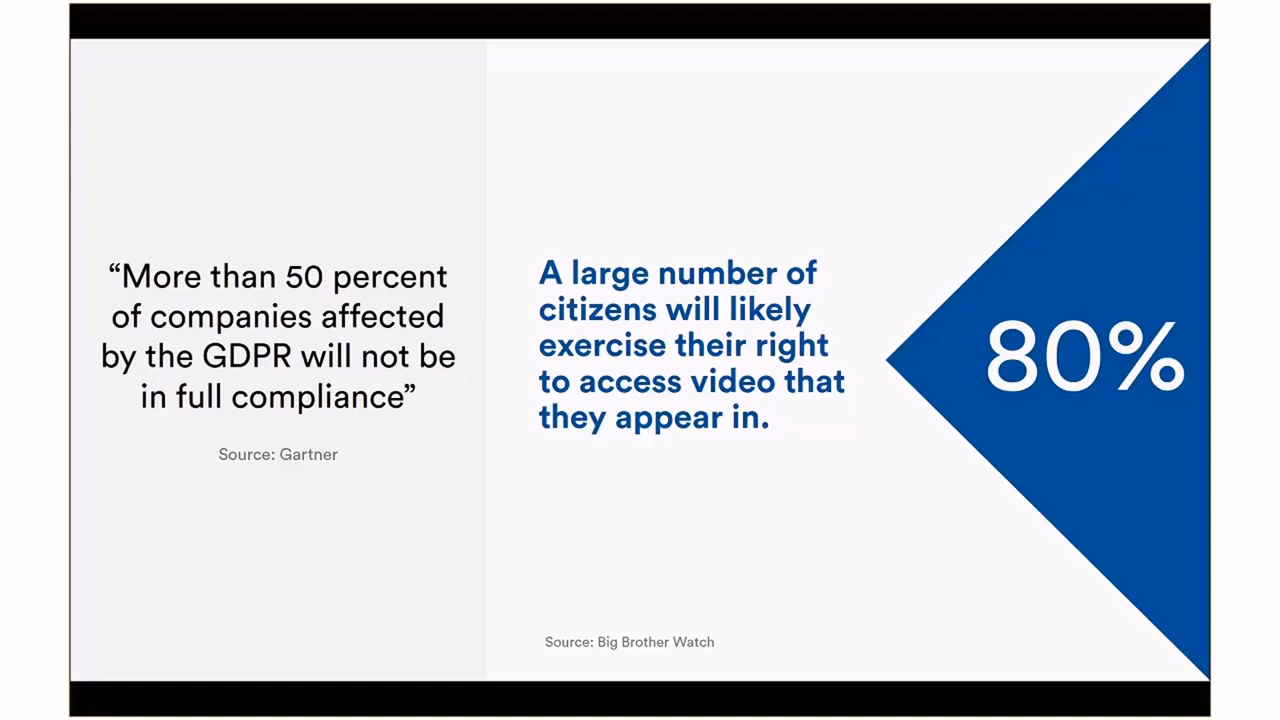 “More than 50 percent
of companies affected
by the GDPR will not be
in full compliance”
Source: Gartner
A large number of
citizens will likely
exercise their right
to access video that
they appear in.
80%
Source: Big Brother Watch